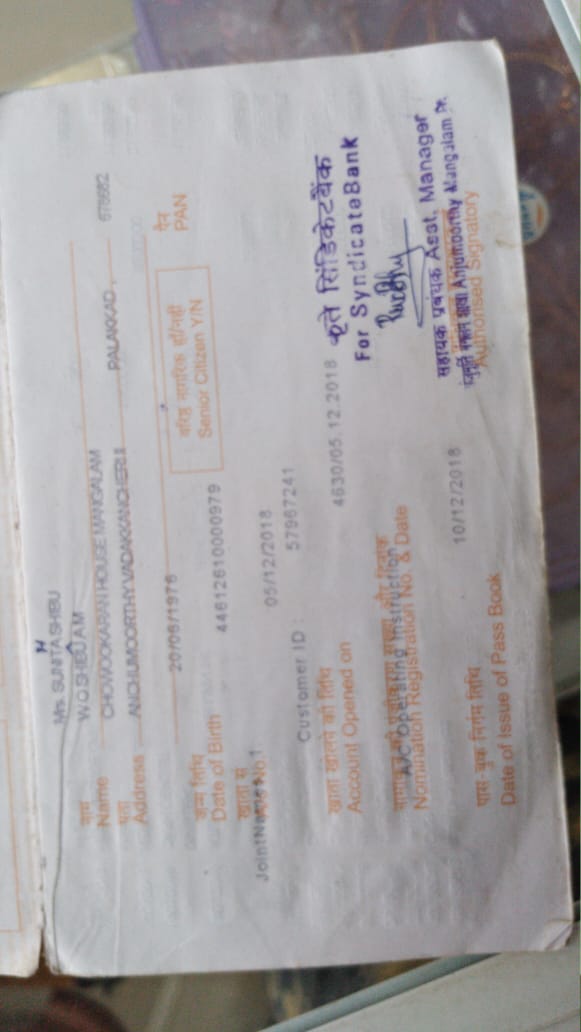 Mrs. SUNITA SHIBU
नाम W.O SHIBU A M
Name CHOWOOKARAN HOUSE MANGALAM
पता
Address ANCHUMOORTHY, VADAKKANCHERI II PALAKKAD, 678682
20/08/1976
जन्म तिथि
Date of Birth
वरिष्ठ नागरिक हाँ/नहीं
Senior Citizen Y/N
पैन
PAN
खाता सं 44612610000979
A/c No.
Joint Name 1 05/12/2018
Customer ID : 57967241
खाता खोलने की तिथि
Account Opened on 4630/05.12.2018
कृते सिंडिकेटबैंक
For SyndicateBank
A/C Operating Instruction
Nomination Registration No. & Date
सहायक प्रबंधक Asst. Manager
शाखा Anjumoorthy Mangalam Br.
Authorised Signatory
पास-बुक निर्गम तिथि 10/12/2018
Date of Issue of Pass Book